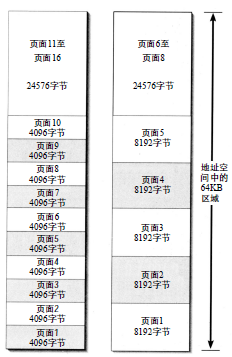 页面11至
页面16
24576字节
页面10
4096字节
页面9
4096字节
页面8
4096字节
页面7
4096字节
页面6
4096字节
页面5
4096字节
页面4
4096字节
页面3
4096字节
页面2
4096字节
页面1
4096字节
页面6至
页面8
24576字节
页面5
8192字节
页面4
8192字节
页面3
8192字节
页面2
8192字节
页面1
8192字节
地址空
间中的
64KB
区域